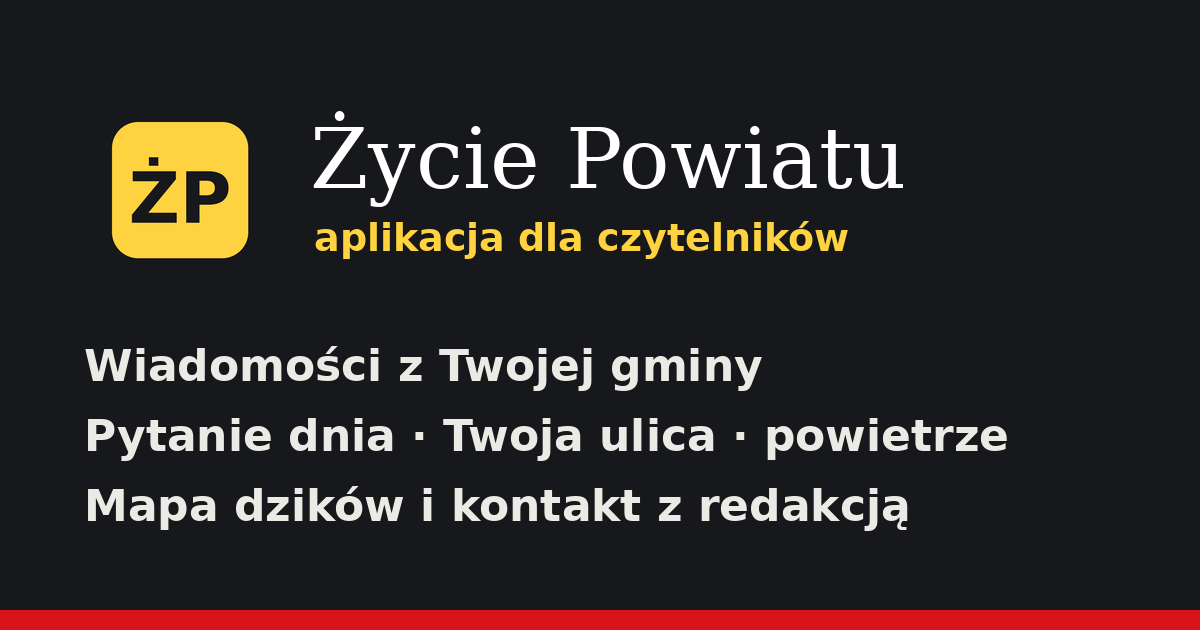 ŻP
Życie Powiatu
aplikacja dla czytelników
Wiadomości z Twojej gminy
Pytanie dnia · Twoja ulica · powietrze
Mapa dzików i kontakt z redakcją